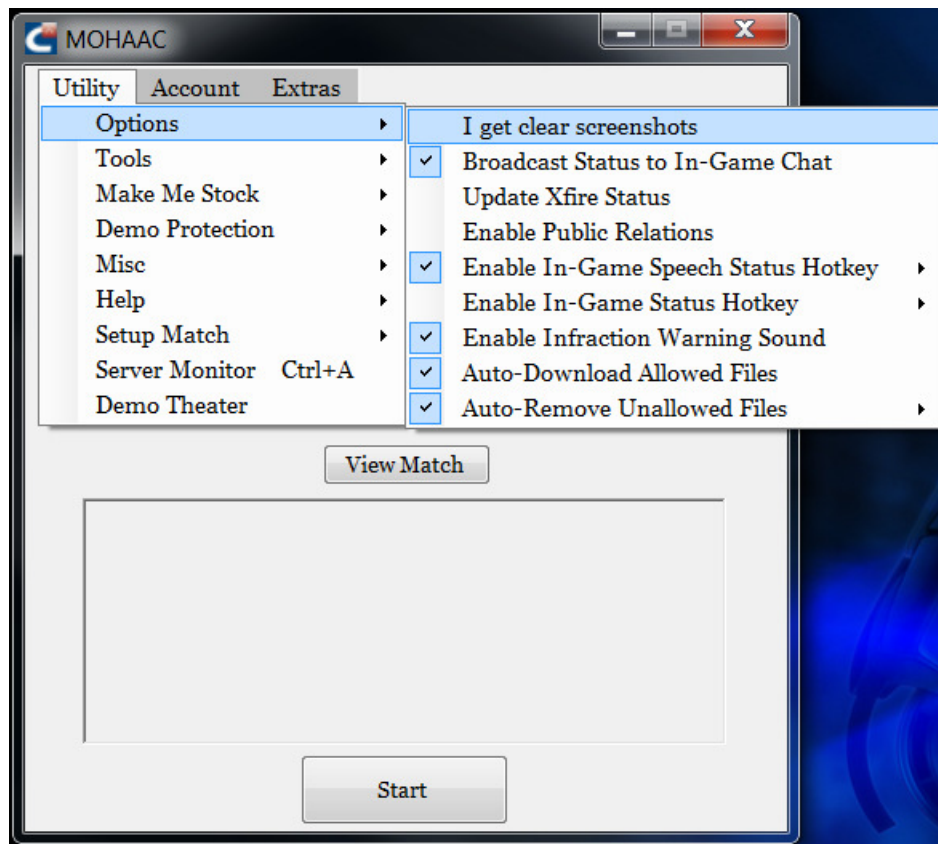 MOHAAC
Utility Account Extras
Options
Tools
Make Me Stock
Demo Protection
Misc
Help
Setup Match
Server Monitor Ctrl+A
Demo Theater
I get clear screenshots
Broadcast Status to In-Game Chat
Update Xfire Status
Enable Public Relations
Enable In-Game Speech Status Hotkey
Enable In-Game Status Hotkey
Enable Infraction Warning Sound
Auto-Download Allowed Files
Auto-Remove Unallowed Files
View Match
Start